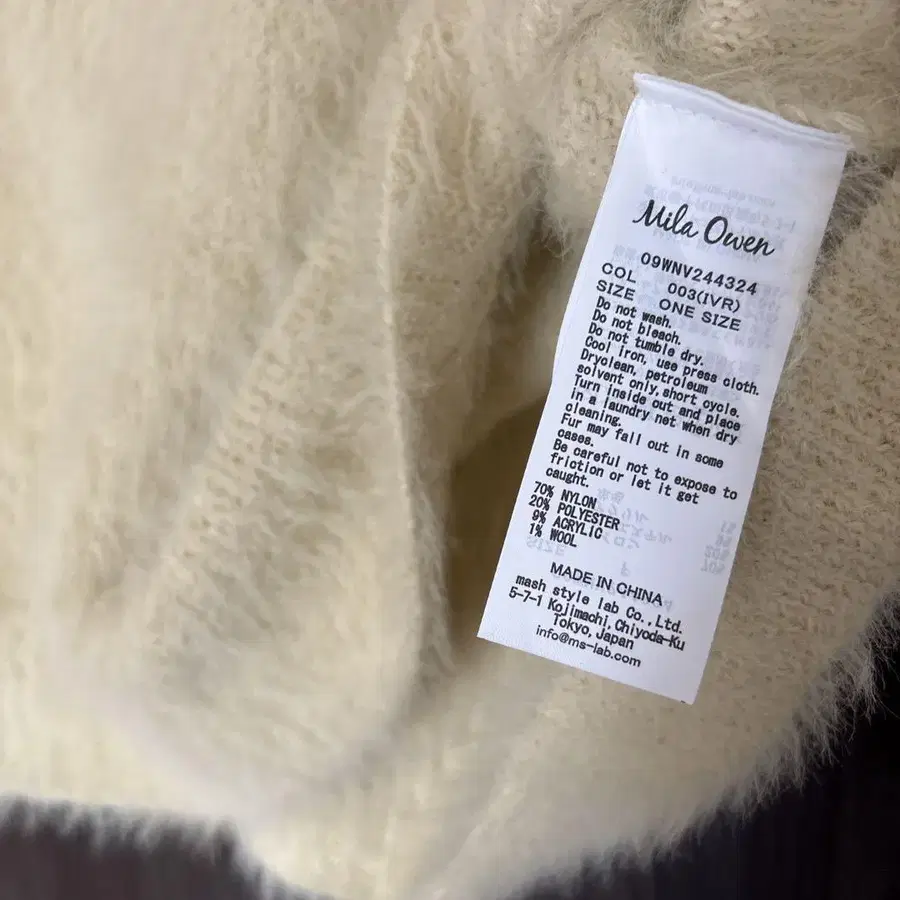 Mila Owen
09WNV244324
COL 003(IVR)
SIZE ONE SIZE
Do not wash.
Do not bleach.
Do not tumble dry.
Cool iron, use press cloth.
Dryclean, petroleum
solvent only, short cycle.
Turn inside out and place
in a laundry net when dry
cleaning.
Fur may fall out in some
cases.
Be careful not to expose to
friction or let it get
caught.
70% NYLON
20% POLYESTER
9% ACRYLIC
1% WOOL
MADE IN CHINA
mash style lab Co.,Ltd.
5-7-1 Kojimachi,Chiyoda-Ku
Tokyo,Japan
info@ms-lab.com